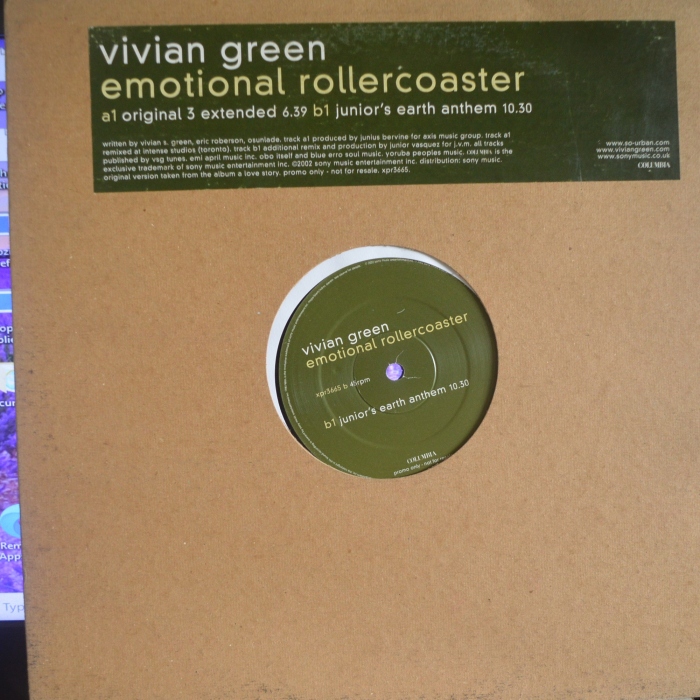 vivian green
emotional rollercoaster
a1 original 3 extended 6.39 b1 junior's earth anthem 10.30
written by vivian s. green, eric roberson, osunlade. track a1 produced by junius bervine for axis music group. track a1
remixed at intense studios (toronto). track b1 additional remix and production by junior vasques for j.v.m. all tracks
published by vsg tunes. emi april music inc. obo itself and blue erro soul music. yoruba peoples music. COLUMBIA is the
exclusive trademark of sony music entertainment inc. ©2002 sony music entertainment inc. distribution: sony music.
original version taken from the album a love story. promo only - not for resale. xpr3665.
www.so-urban.com
www.viviangreen.com
www.sonymusic.co.uk
COLUMBIA
vivian green
emotional rollercoaster
xpr3665 b 45rpm
b1 junior's earth anthem 10.30
COLUMBIA
promo only - not for
Rem
App
Typ